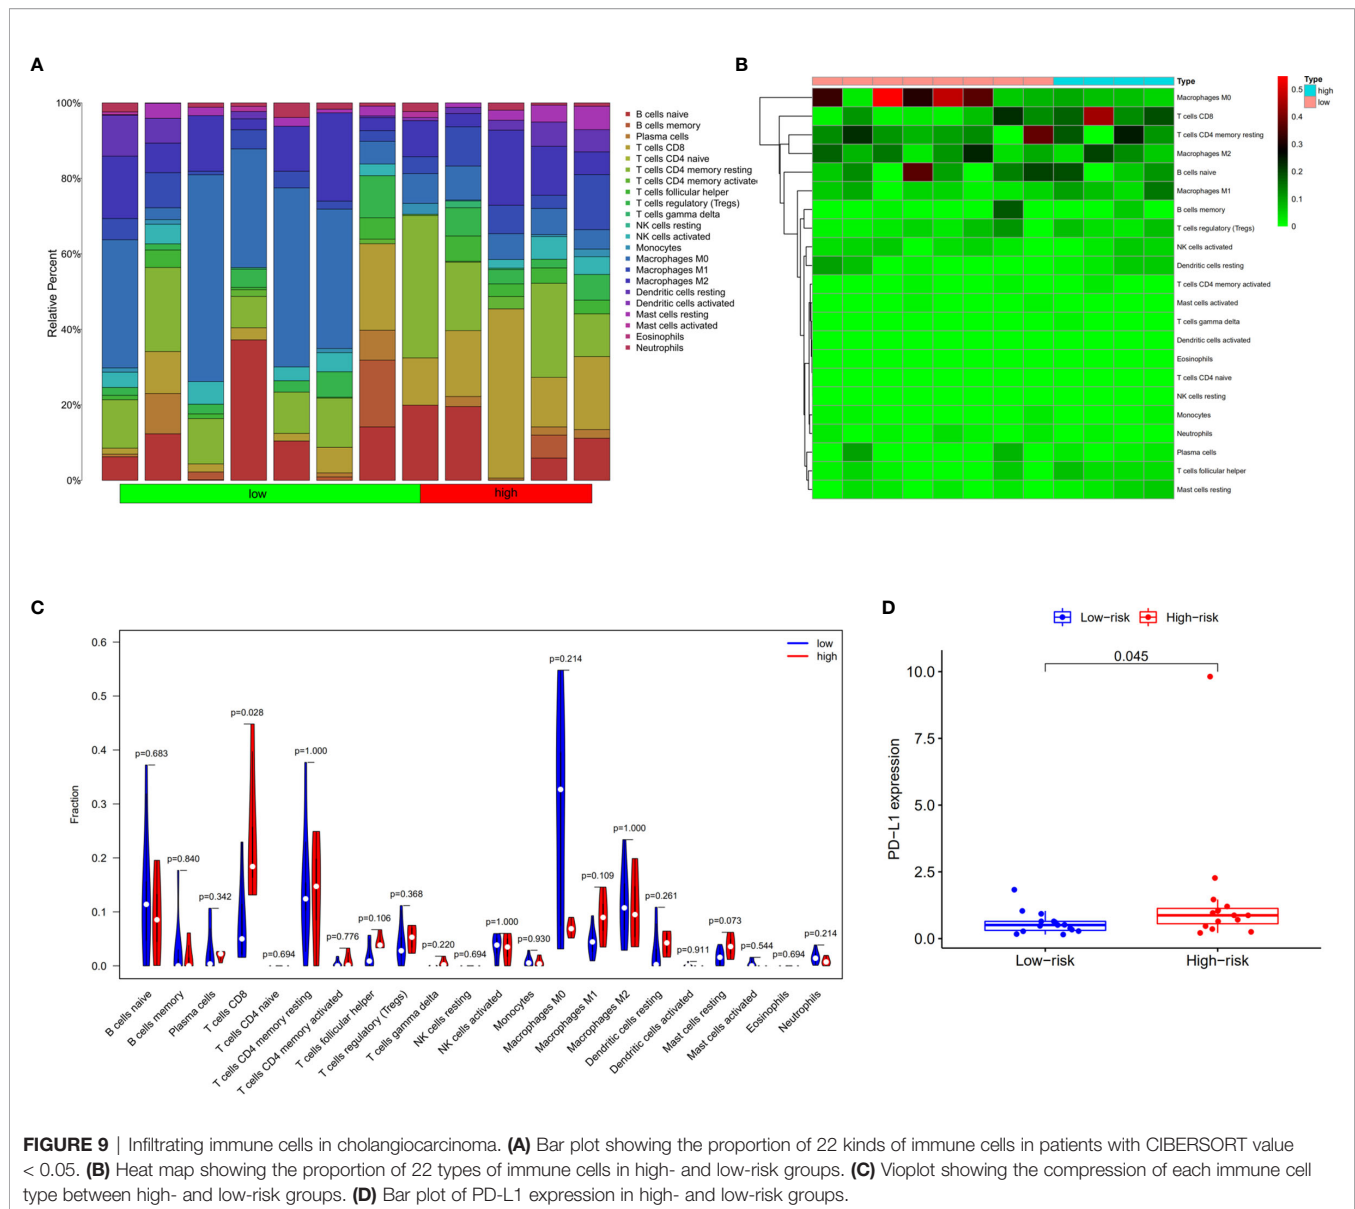 A
100%
80%
60%
40%
20%
0%
Relative Percent
low
high
B cells naive
B cells memory
Plasma cells
T cells CD8
T cells CD4 naive
T cells CD4 memory resting
T cells CD4 memory activate
T cells follicular helper
T cells regulatory (Tregs)
T cells gamma delta
NK cells resting
NK cells activated
Monocytes
Macrophages M0
Macrophages M1
Macrophages M2
Dendritic cells resting
Dendritic cells activated
Mast cells resting
Mast cells activated
Eosinophils
Neutrophils
B
Type
Macrophages M0
T cells CD8
T cells CD4 memory resting
Macrophages M2
B cells naive
Macrophages M1
B cells memory
T cells regulatory (Tregs)
NK cells activated
Dendritic cells resting
T cells CD4 memory activated
Mast cells activated
T cells gamma delta
Dendritic cells activated
Eosinophils
T cells CD4 naive
NK cells resting
Monocytes
Neutrophils
Plasma cells
T cells follicular helper
Mast cells resting
0.5
0.4
0.3
0.2
0.1
0
Type
high
low
C
0.6
0.5
0.4
0.3
0.2
0.1
0.0
Fraction
low
high
p=0.683
p=0.840
p=0.342
p=0.028
p=0.694
p=1.000
p=0.776
p=0.106
p=0.368
p=0.220
p=0.694
p=1.000
p=0.930
p=0.214
p=0.109
p=1.000
p=0.261
p=0.911
p=0.073
p=0.544
p=0.694
p=0.214
B cells naive
B cells memory
Plasma cells
T cells CD8
T cells CD4 naive
T cells CD4 memory resting
T cells CD4 memory activated
T cells follicular helper
T cells regulatory (Tregs)
T cells gamma delta
NK cells resting
NK cells activated
Monocytes
Macrophages M0
Macrophages M1
Macrophages M2
Dendritic cells resting
Dendritic cells activated
Mast cells resting
Mast cells activated
Eosinophils
Neutrophils
D
Low−risk
High−risk
0.045
10.0
7.5
5.0
2.5
0.0
PD−L1 expression
Low−risk
High−risk
FIGURE 9 | Infiltrating immune cells in cholangiocarcinoma. (A) Bar plot showing the proportion of 22 kinds of immune cells in patients with CIBERSORT value
< 0.05. (B) Heat map showing the proportion of 22 types of immune cells in high- and low-risk groups. (C) Vioplot showing the compression of each immune cell
type between high- and low-risk groups. (D) Bar plot of PD-L1 expression in high- and low-risk groups.